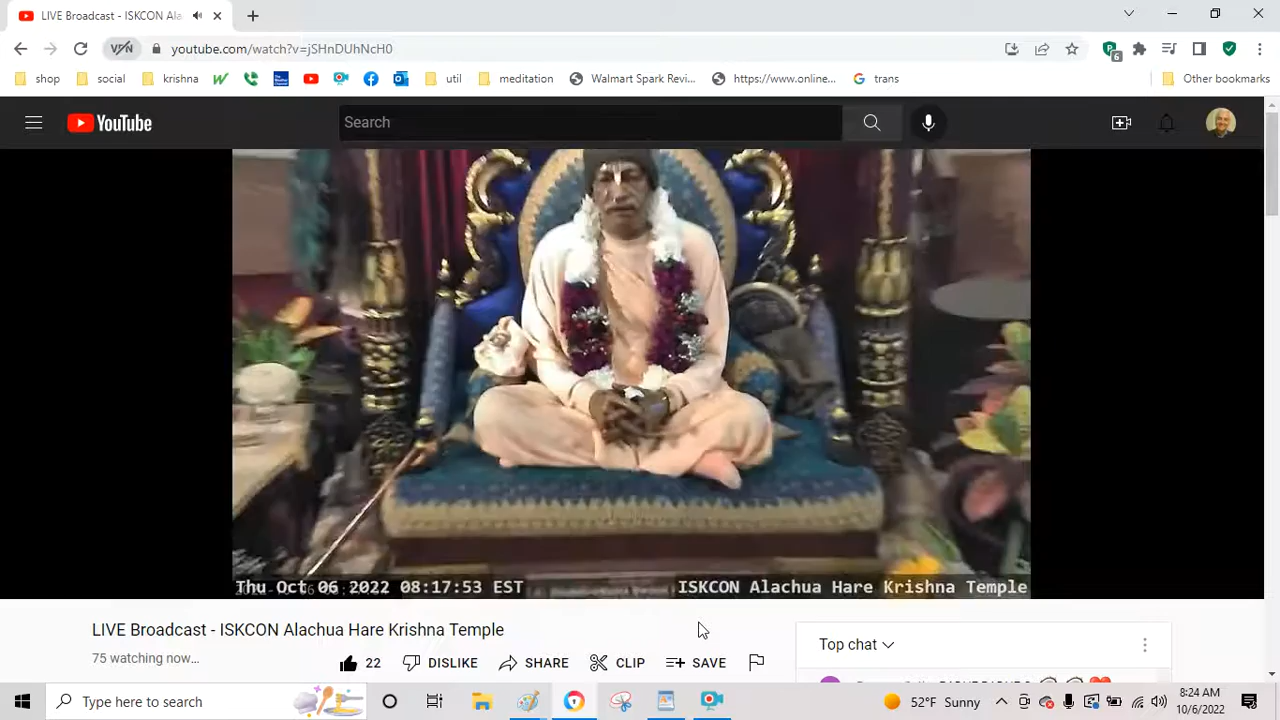 LIVE Broadcast - ISKCON Ala
youtube.com/watch?v=jSHnDUhNcH0
6
shop
social
krishna
util
meditation
Walmart Spark Revi...
https://www.online...
trans
Other bookmarks
YouTube
Search
Thu Oct 06 2022 08:17:53 EST
ISKCON Alachua Hare Krishna Temple
LIVE Broadcast - ISKCON Alachua Hare Krishna Temple
75 watching now...
22
DISLIKE
SHARE
CLIP
SAVE
Top chat
Type here to search
52°F Sunny
8:24 AM
10/6/2022